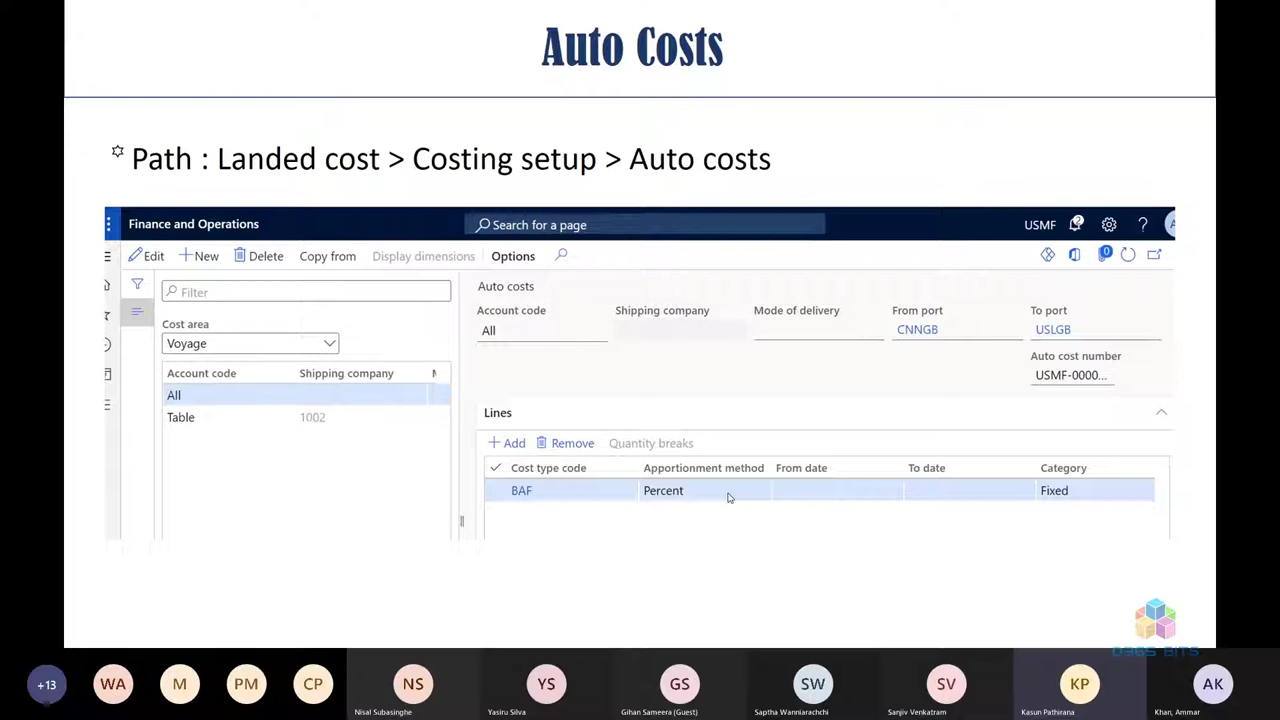 Auto Costs
Path : Landed cost > Costing setup > Auto costs
Finance and Operations
Search for a page
USMF
2
?
Edit
New
Delete
Copy from
Display dimensions
Options
0
Filter
Cost area
Voyage
Account code Shipping company
All
Table 1002
Auto costs
Account code Shipping company Mode of delivery From port To port
All CNNGB USLGB
Auto cost number
USMF-0000...
Lines
Add
Remove
Quantity breaks
Cost type code Apportionment method From date To date Category
BAF Percent Fixed
D365 BITS
+13 WA M PM CP NS YS GS SW SV KP AK
Nisal Subasinghe Yasiru Silva Gihan Sameera (Guest) Saptha Wanniarachchi Sanjiv Venkatram Kasun Pathirana Khan, Ammar